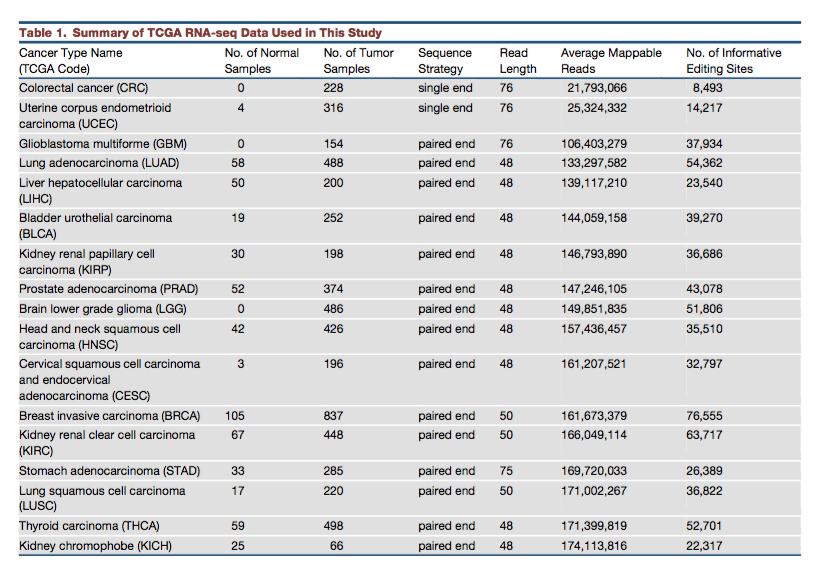 Table 1. Summary of TCGA RNA-seq Data Used in This Study
Cancer Type Name No. of Normal No. of Tumor Sequence Read Average Mappable No. of Informative
(TCGA Code) Samples Samples Strategy Length Reads Editing Sites
Colorectal cancer (CRC) 0 228 single end 76 21,793,066 8,493
Uterine corpus endometrioid 4 316 single end 76 25,324,332 14,217
carcinoma (UCEC)
Glioblastoma multiforme (GBM) 0 154 paired end 76 106,403,279 37,934
Lung adenocarcinoma (LUAD) 58 488 paired end 48 133,297,582 54,362
Liver hepatocellular carcinoma 50 200 paired end 48 139,117,210 23,540
(LIHC)
Bladder urothelial carcinoma 19 252 paired end 48 144,059,158 39,270
(BLCA)
Kidney renal papillary cell 30 198 paired end 48 146,793,890 36,686
carcinoma (KIRP)
Prostate adenocarcinoma (PRAD) 52 374 paired end 48 147,246,105 43,078
Brain lower grade glioma (LGG) 0 486 paired end 48 149,851,835 51,806
Head and neck squamous cell 42 426 paired end 48 157,436,457 35,510
carcinoma (HNSC)
Cervical squamous cell carcinoma 3 196 paired end 48 161,207,521 32,797
and endocervical
adenocarcinoma (CESC)
Breast invasive carcinoma (BRCA) 105 837 paired end 50 161,673,379 76,555
Kidney renal clear cell carcinoma 67 448 paired end 50 166,049,114 63,717
(KIRC)
Stomach adenocarcinoma (STAD) 33 285 paired end 75 169,720,033 26,389
Lung squamous cell carcinoma 17 220 paired end 50 171,002,267 36,822
(LUSC)
Thyroid carcinoma (THCA) 59 498 paired end 48 171,399,819 52,701
Kidney chromophobe (KICH) 25 66 paired end 48 174,113,816 22,317